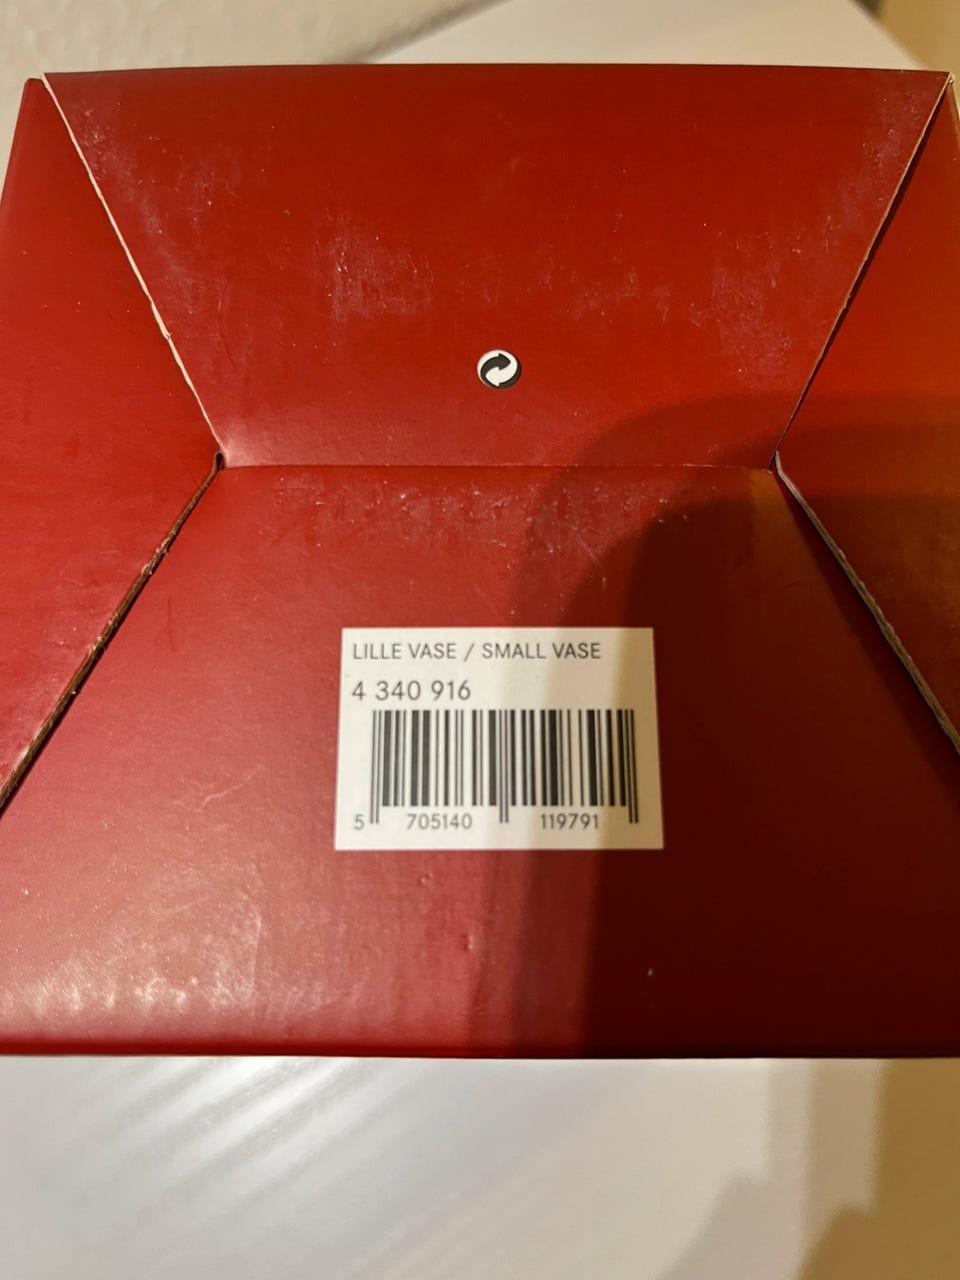 LILLE VASE / SMALL VASE
4 340 916
5 705140 119791